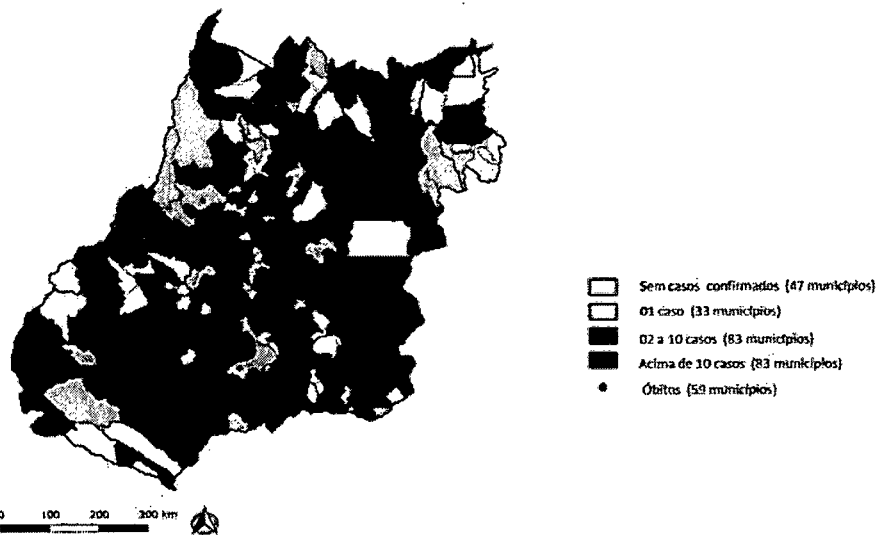 Sem casos confirmados (47 municípios)
01 caso (33 municípios)
02 a 10 casos (83 municípios)
Acima de 10 casos (83 municípios)
Óbitos (59 municípios)
0 100 200 300 km